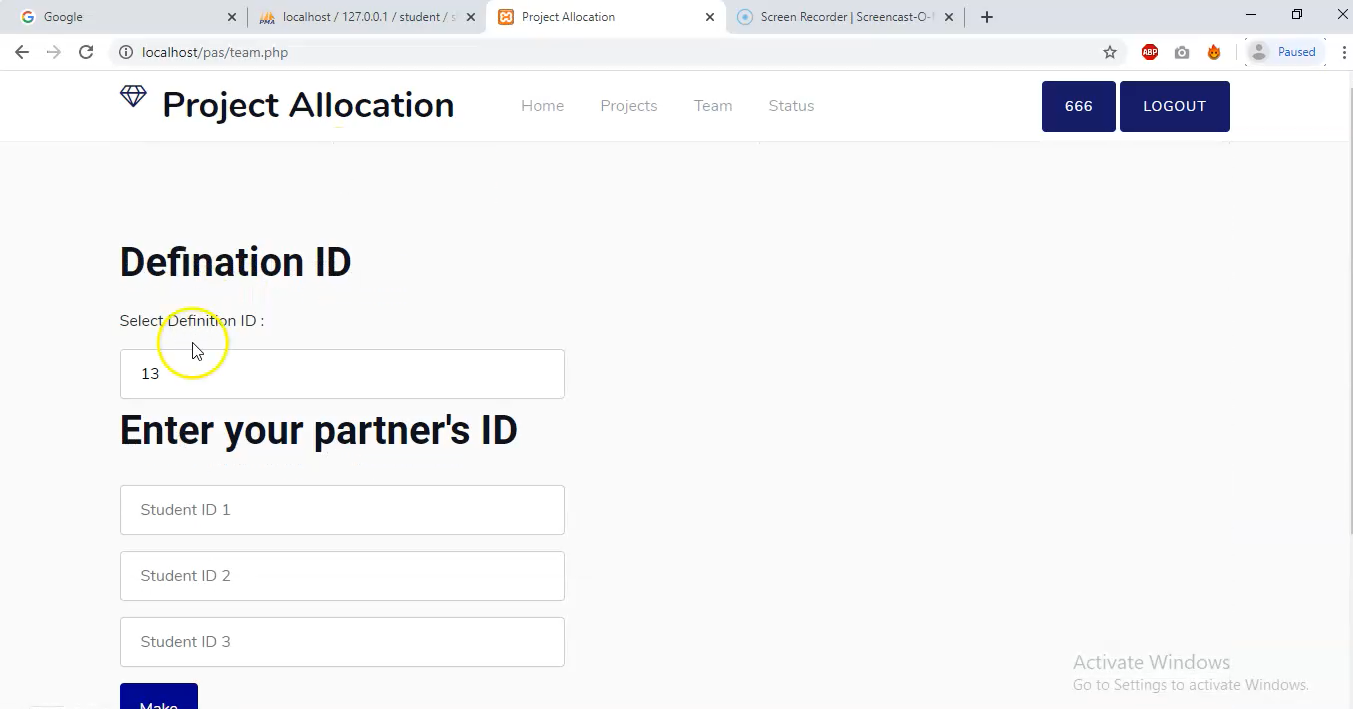 Google
localhost / 127.0.0.1 / student / s
Project Allocation
Screen Recorder | Screencast-O-
localhost/pas/team.php
ABP
Paused
Project Allocation
Home
Projects
Team
Status
666
LOGOUT
Defination ID
Select Definition ID :
13
Enter your partner's ID
Student ID 1
Student ID 2
Student ID 3
Make
Activate Windows
Go to Settings to activate Windows.